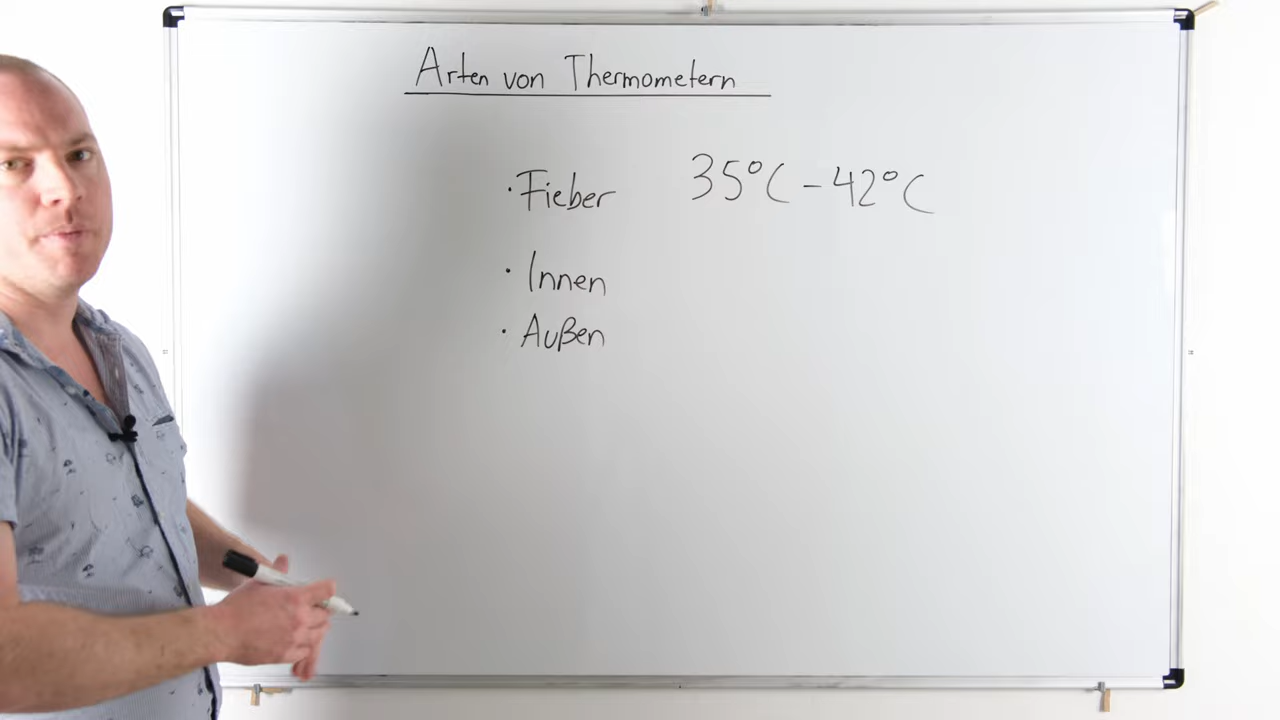 Arten von Thermometern
· Fieber 35°C – 42°C
· Innen
· Außen